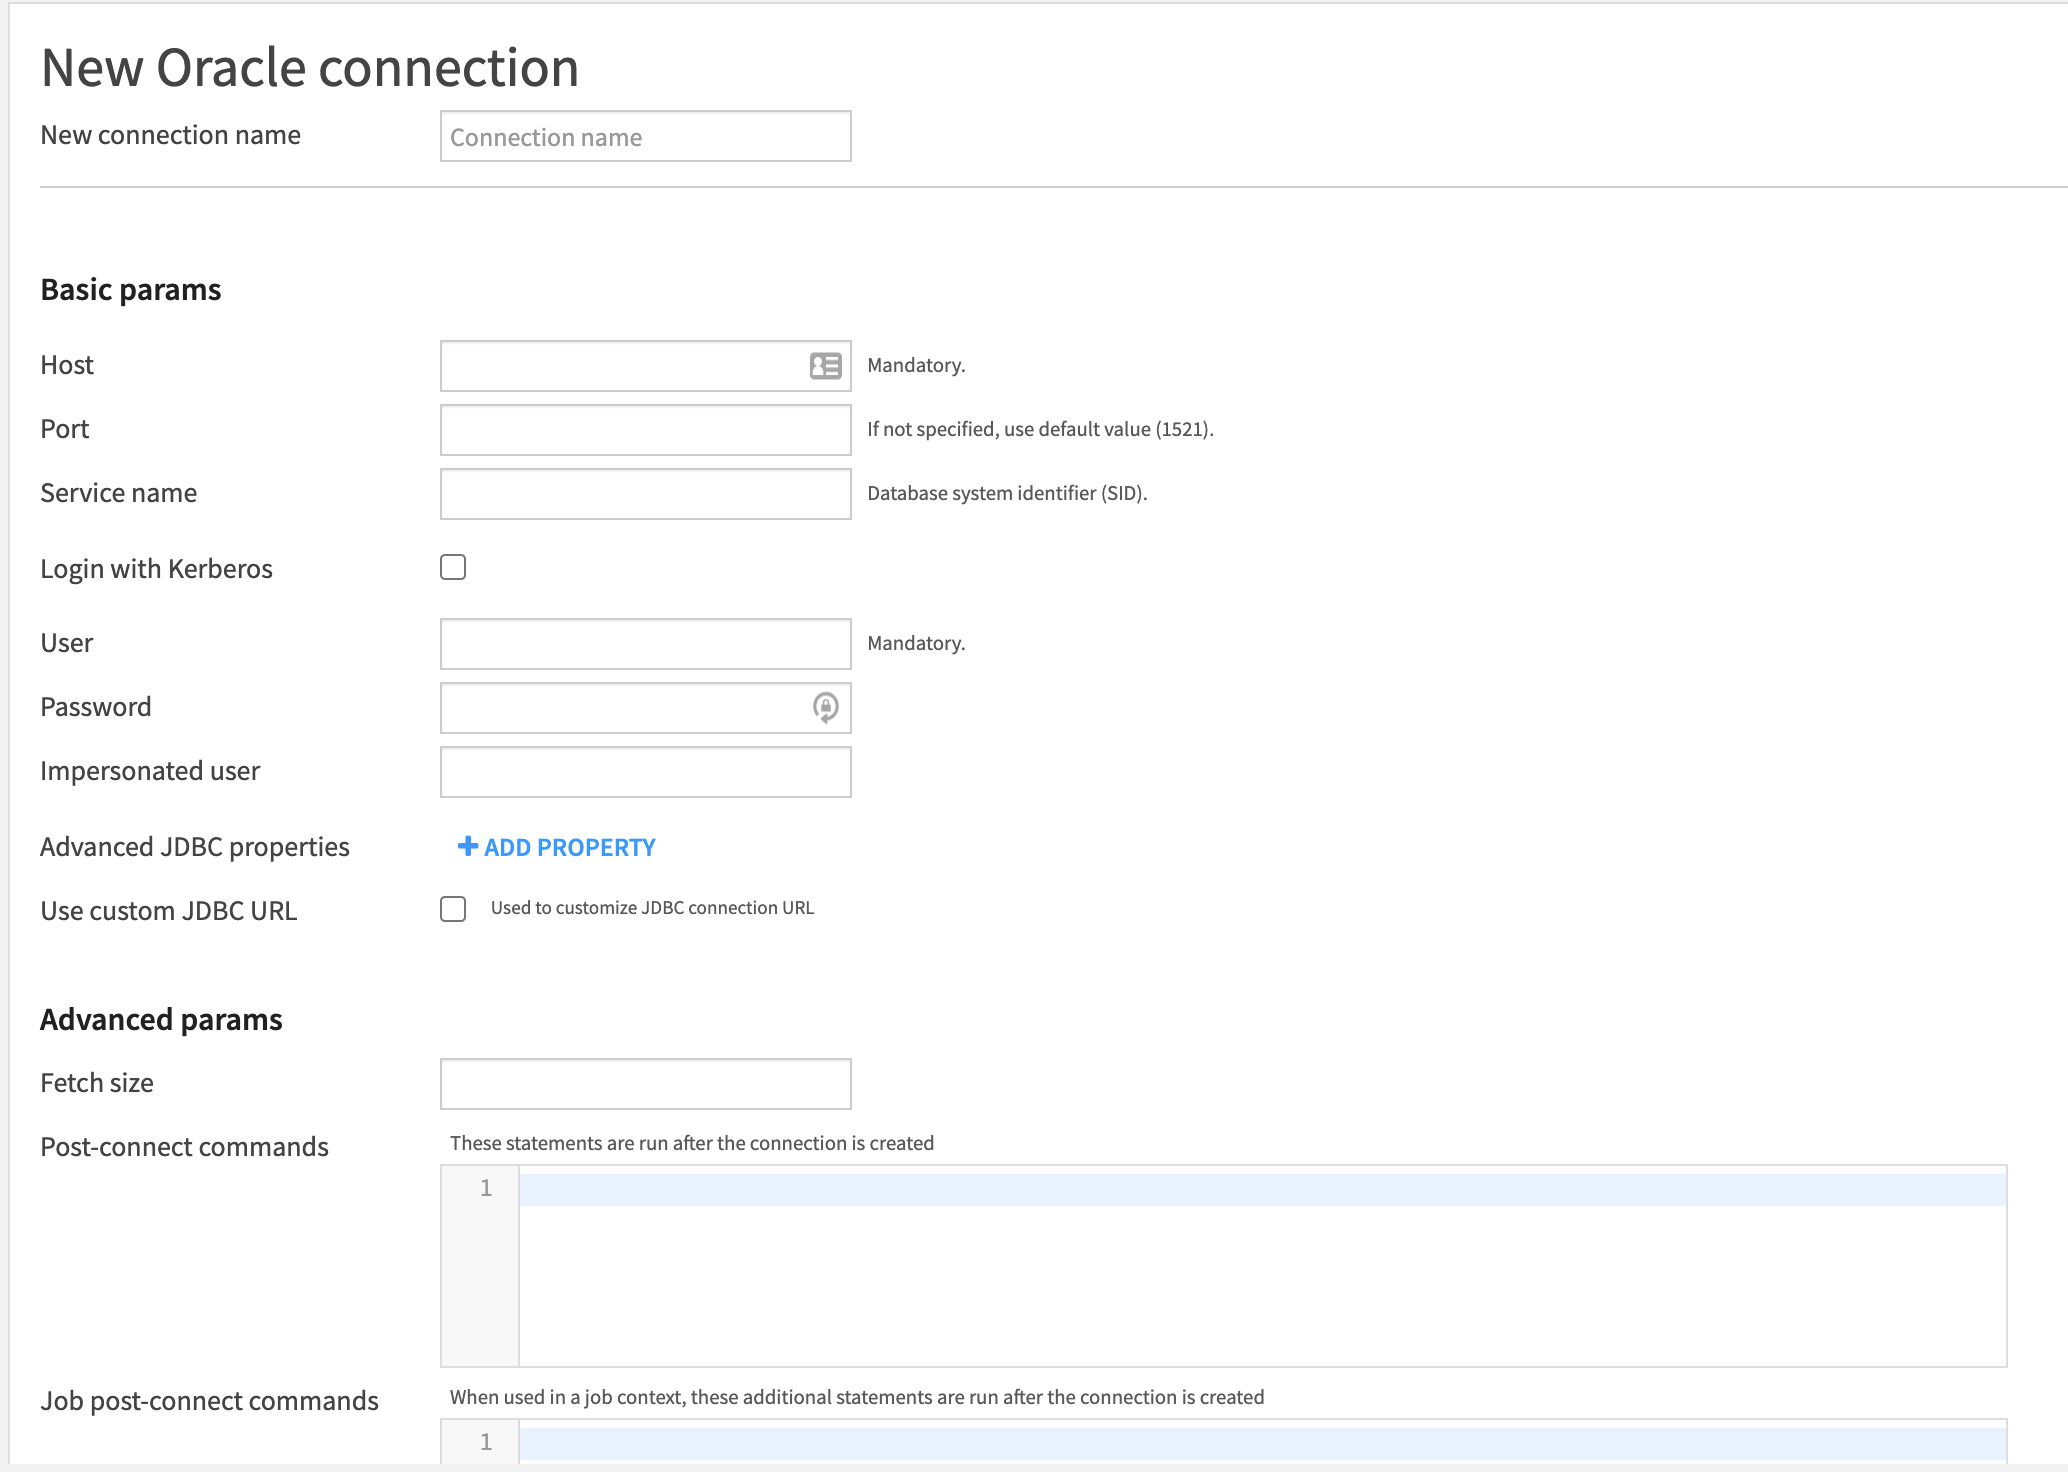 New Oracle connection
New connection name Connection name
Basic params
Host Mandatory.
Port If not specified, use default value (1521).
Service name Database system identifier (SID).
Login with Kerberos
User Mandatory.
Password
Impersonated user
Advanced JDBC properties ADD PROPERTY
Use custom JDBC URL Used to customize JDBC connection URL
Advanced params
Fetch size
Post-connect commands These statements are run after the connection is created
1
Job post-connect commands When used in a job context, these additional statements are run after the connection is created
1